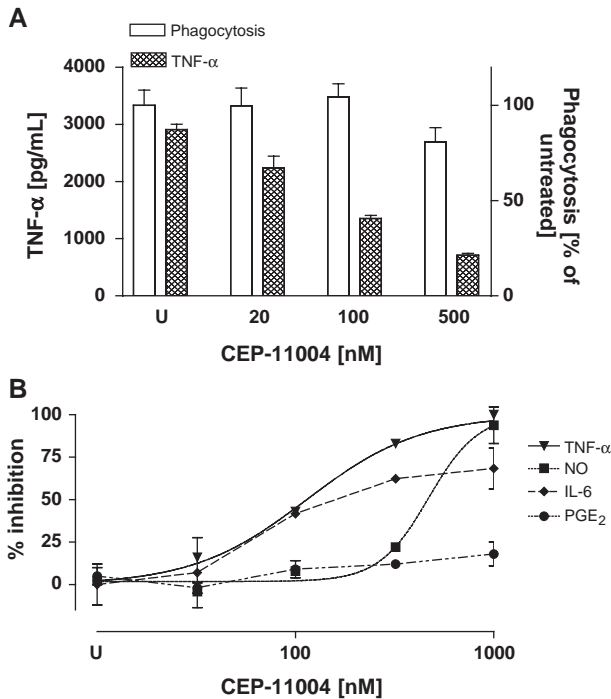 A
Phagocytosis
TNF-α
4000
3000
2000
1000
0
TNF-α [pg/mL]
100
50
0
Phagocytosis [% of
untreated]
U 20 100 500
CEP-11004 [nM]
B
100
75
50
25
0
% inhibition
TNF-α
NO
IL-6
PGE₂
U 100 1000
CEP-11004 [nM]